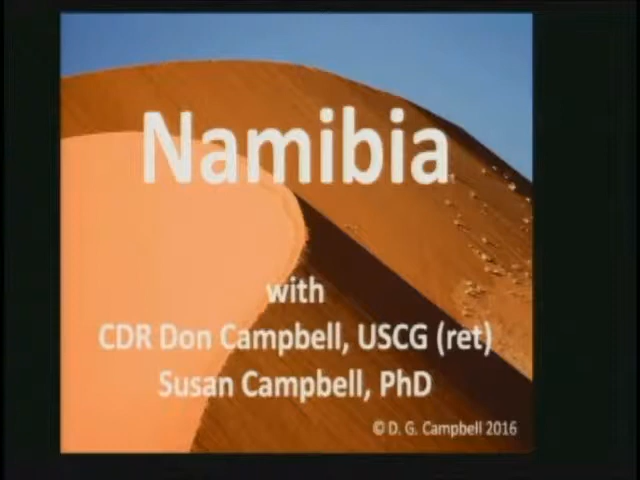 Namibia
with
CDR Don Campbell, USCG (ret)
Susan Campbell, PhD
© D. G. Campbell 2016